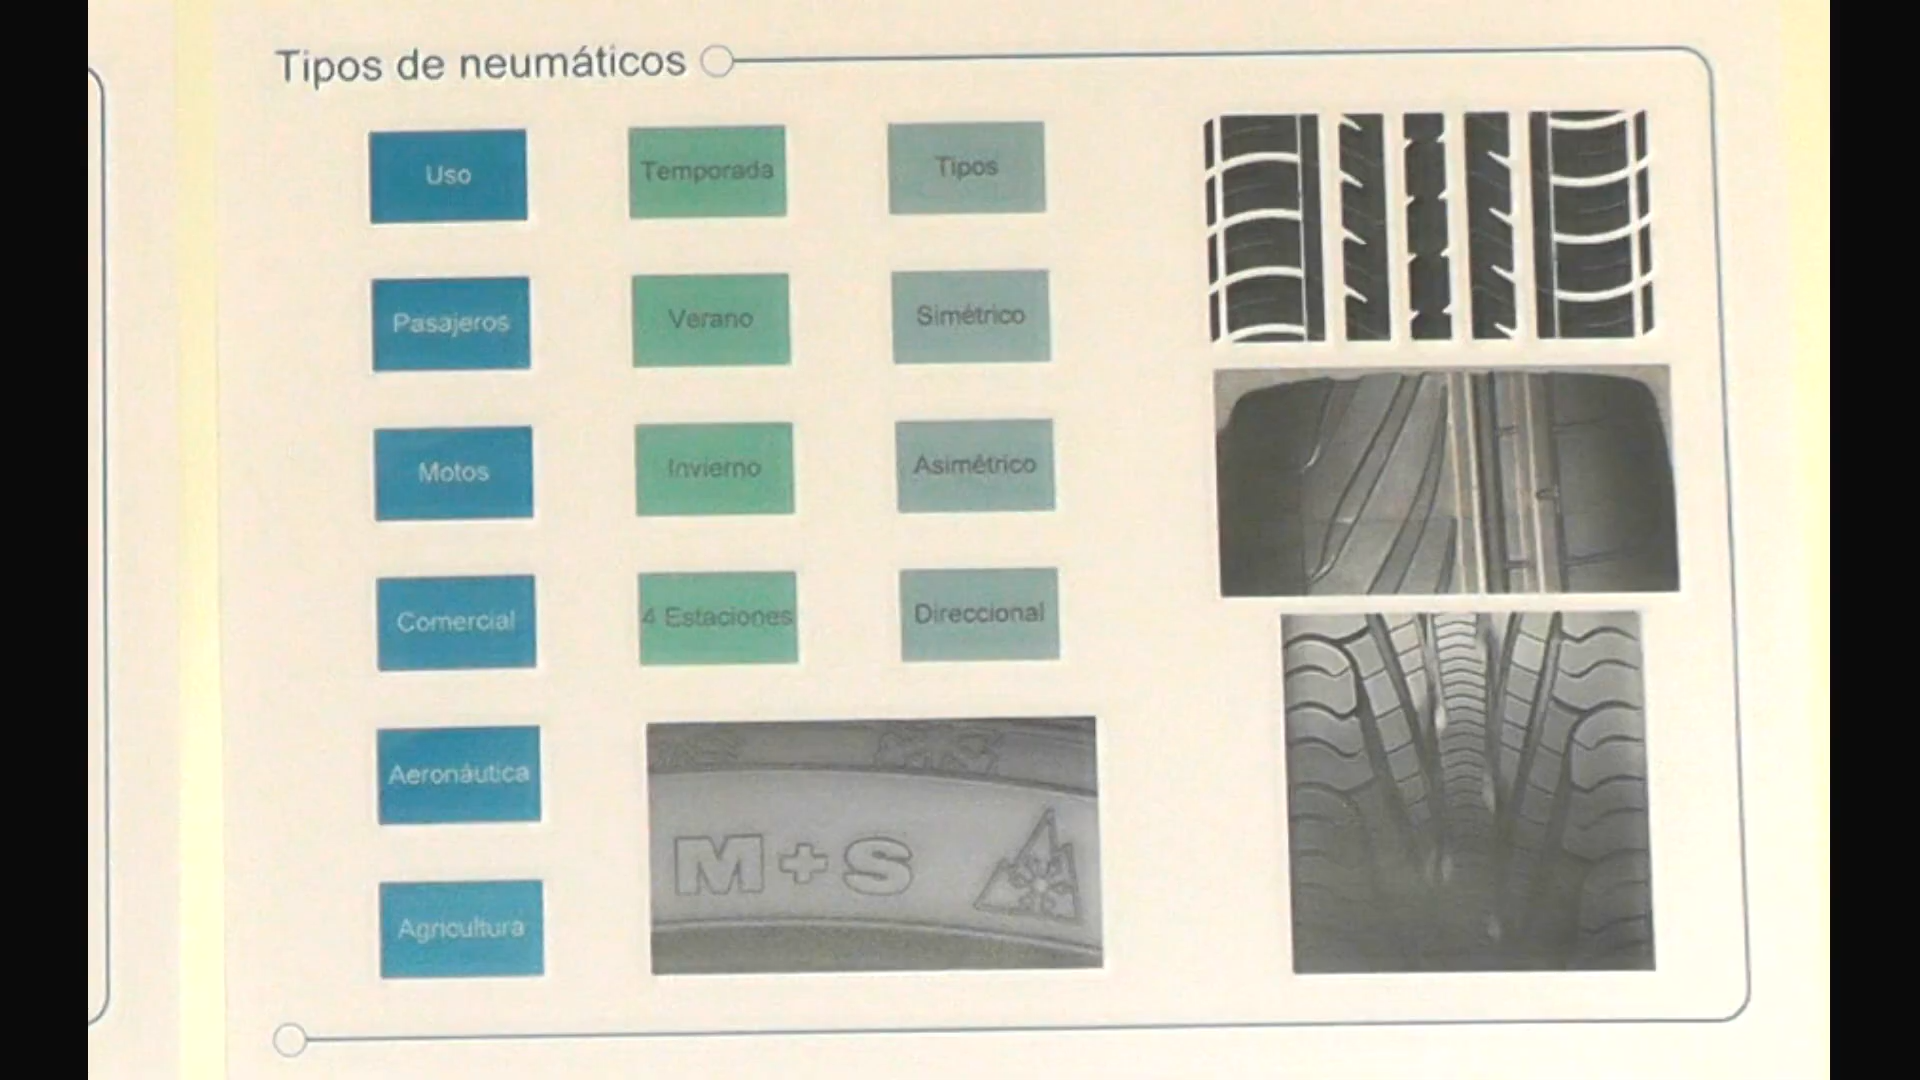 Tipos de neumáticos
Uso
Temporada
Tipos
Pasajeros
Verano
Simétrico
Motos
Invierno
Asimétrico
Comercial
4 Estaciones
Direccional
Aeronáutica
Agricultura
M+S